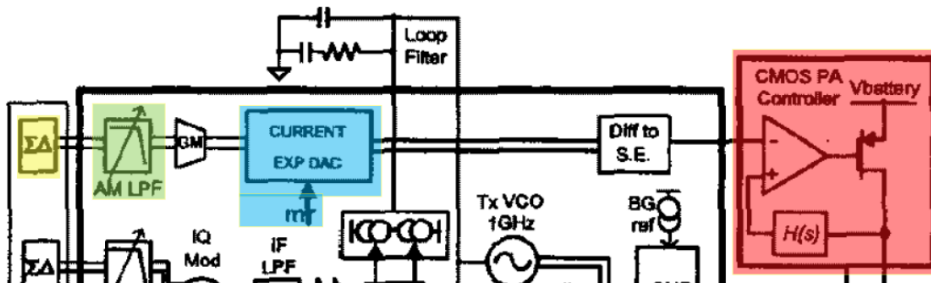 Loop
Filter
CMOS PA
Controller
Vbattery
ΣΔ
GM
CURRENT
EXP DAC
Diff to
S.E.
-
+
AM LPF
H(s)
Tx VCO
1GHz
BG
ref
IQ
Mod
IF
LPF
ΣΔ